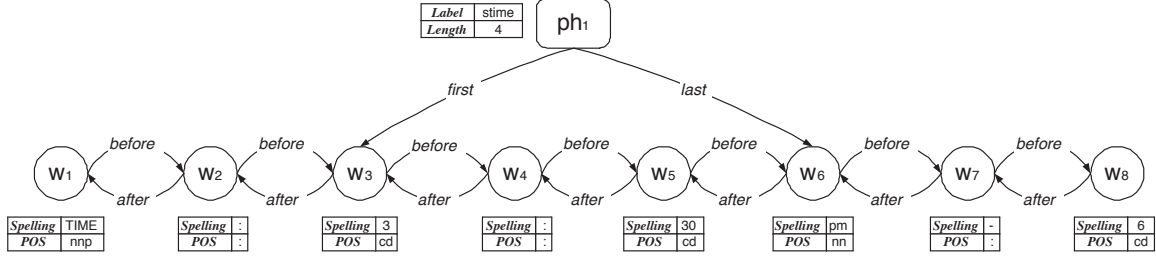 Label stime
Length 4
ph1
first last
before before before before before before before
w1 w2 w3 w4 w5 w6 w7 w8
after after after after after after after
Spelling TIME Spelling : Spelling 3 Spelling : Spelling 30 Spelling pm Spelling - Spelling 6
POS nnp POS : POS cd POS : POS cd POS nn POS : POS cd